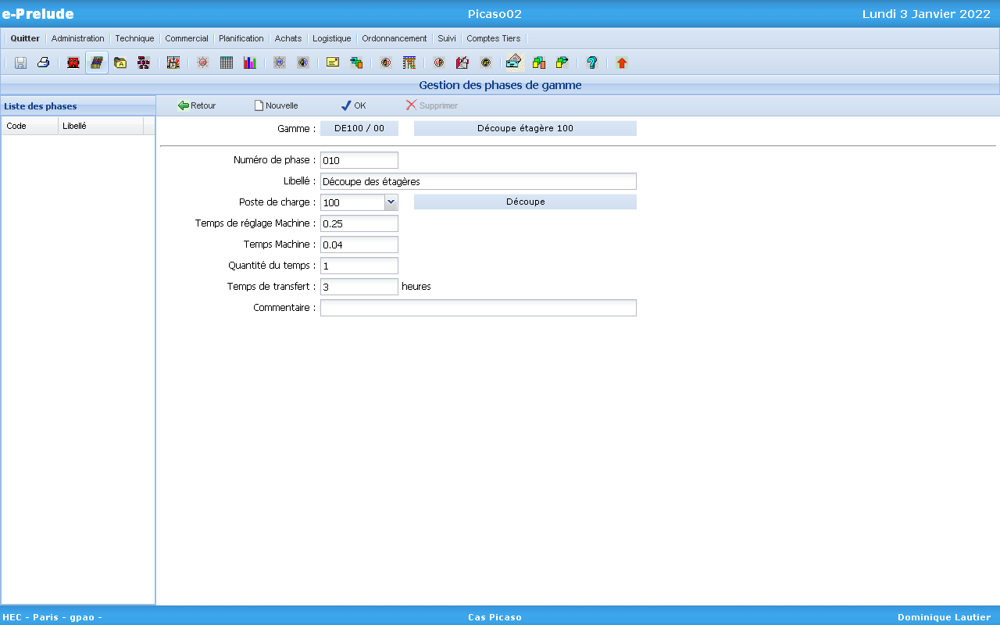 e-Prelude Picaso02 Lundi 3 Janvier 2022
Quitter Administration Technique Commercial Planification Achats Logistique Ordonnancement Suivi Comptes Tiers
Gestion des phases de gamme
Liste des phases Retour Nouvelle OK Supprimer
Code Libellé
Gamme : DE100 / 00 Découpe étagère 100
Numéro de phase : 010
Libellé : Découpe des étagères
Poste de charge : 100 Découpe
Temps de réglage Machine : 0.25
Temps Machine : 0.04
Quantité du temps : 1
Temps de transfert : 3 heures
Commentaire :
HEC - Paris - gpao - Cas Picaso Dominique Lautier